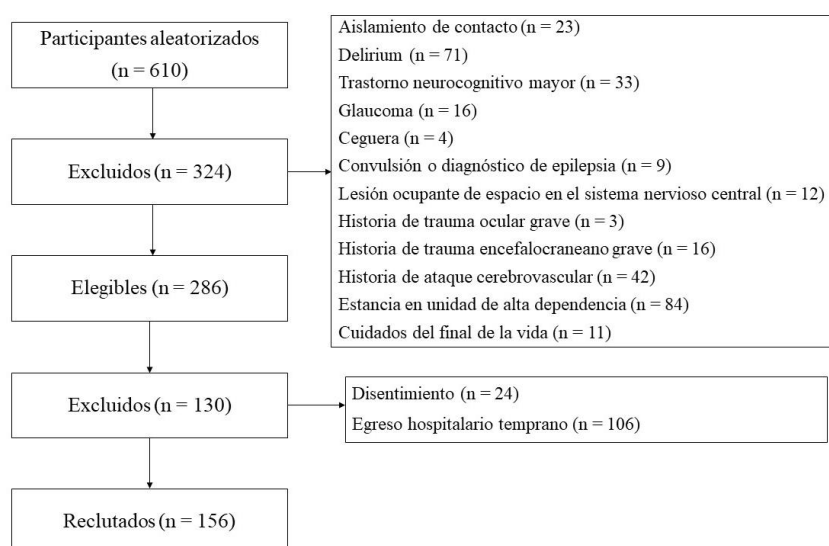 Participantes aleatorizados
(n = 610)
Excluidos (n = 324)
Aislamiento de contacto (n = 23)
Delirium (n = 71)
Trastorno neurocognitivo mayor (n = 33)
Glaucoma (n = 16)
Ceguera (n = 4)
Convulsión o diagnóstico de epilepsia (n = 9)
Lesión ocupante de espacio en el sistema nervioso central (n = 12)
Historia de trauma ocular grave (n = 3)
Historia de trauma encefalocraneano grave (n = 16)
Historia de ataque cerebrovascular (n = 42)
Estancia en unidad de alta dependencia (n = 84)
Cuidados del final de la vida (n = 11)
Elegibles (n = 286)
Excluidos (n = 130)
Disentimiento (n = 24)
Egreso hospitalario temprano (n = 106)
Reclutados (n = 156)